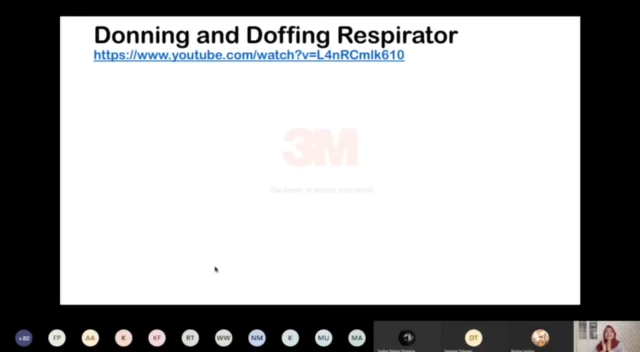 Donning and Doffing Respirator
https://www.youtube.com/watch?v=L4nRCmlk610
3M
The power to protect your world
+80
FP
AA
K
KF
RT
WW
NM
K
MU
MA
DT